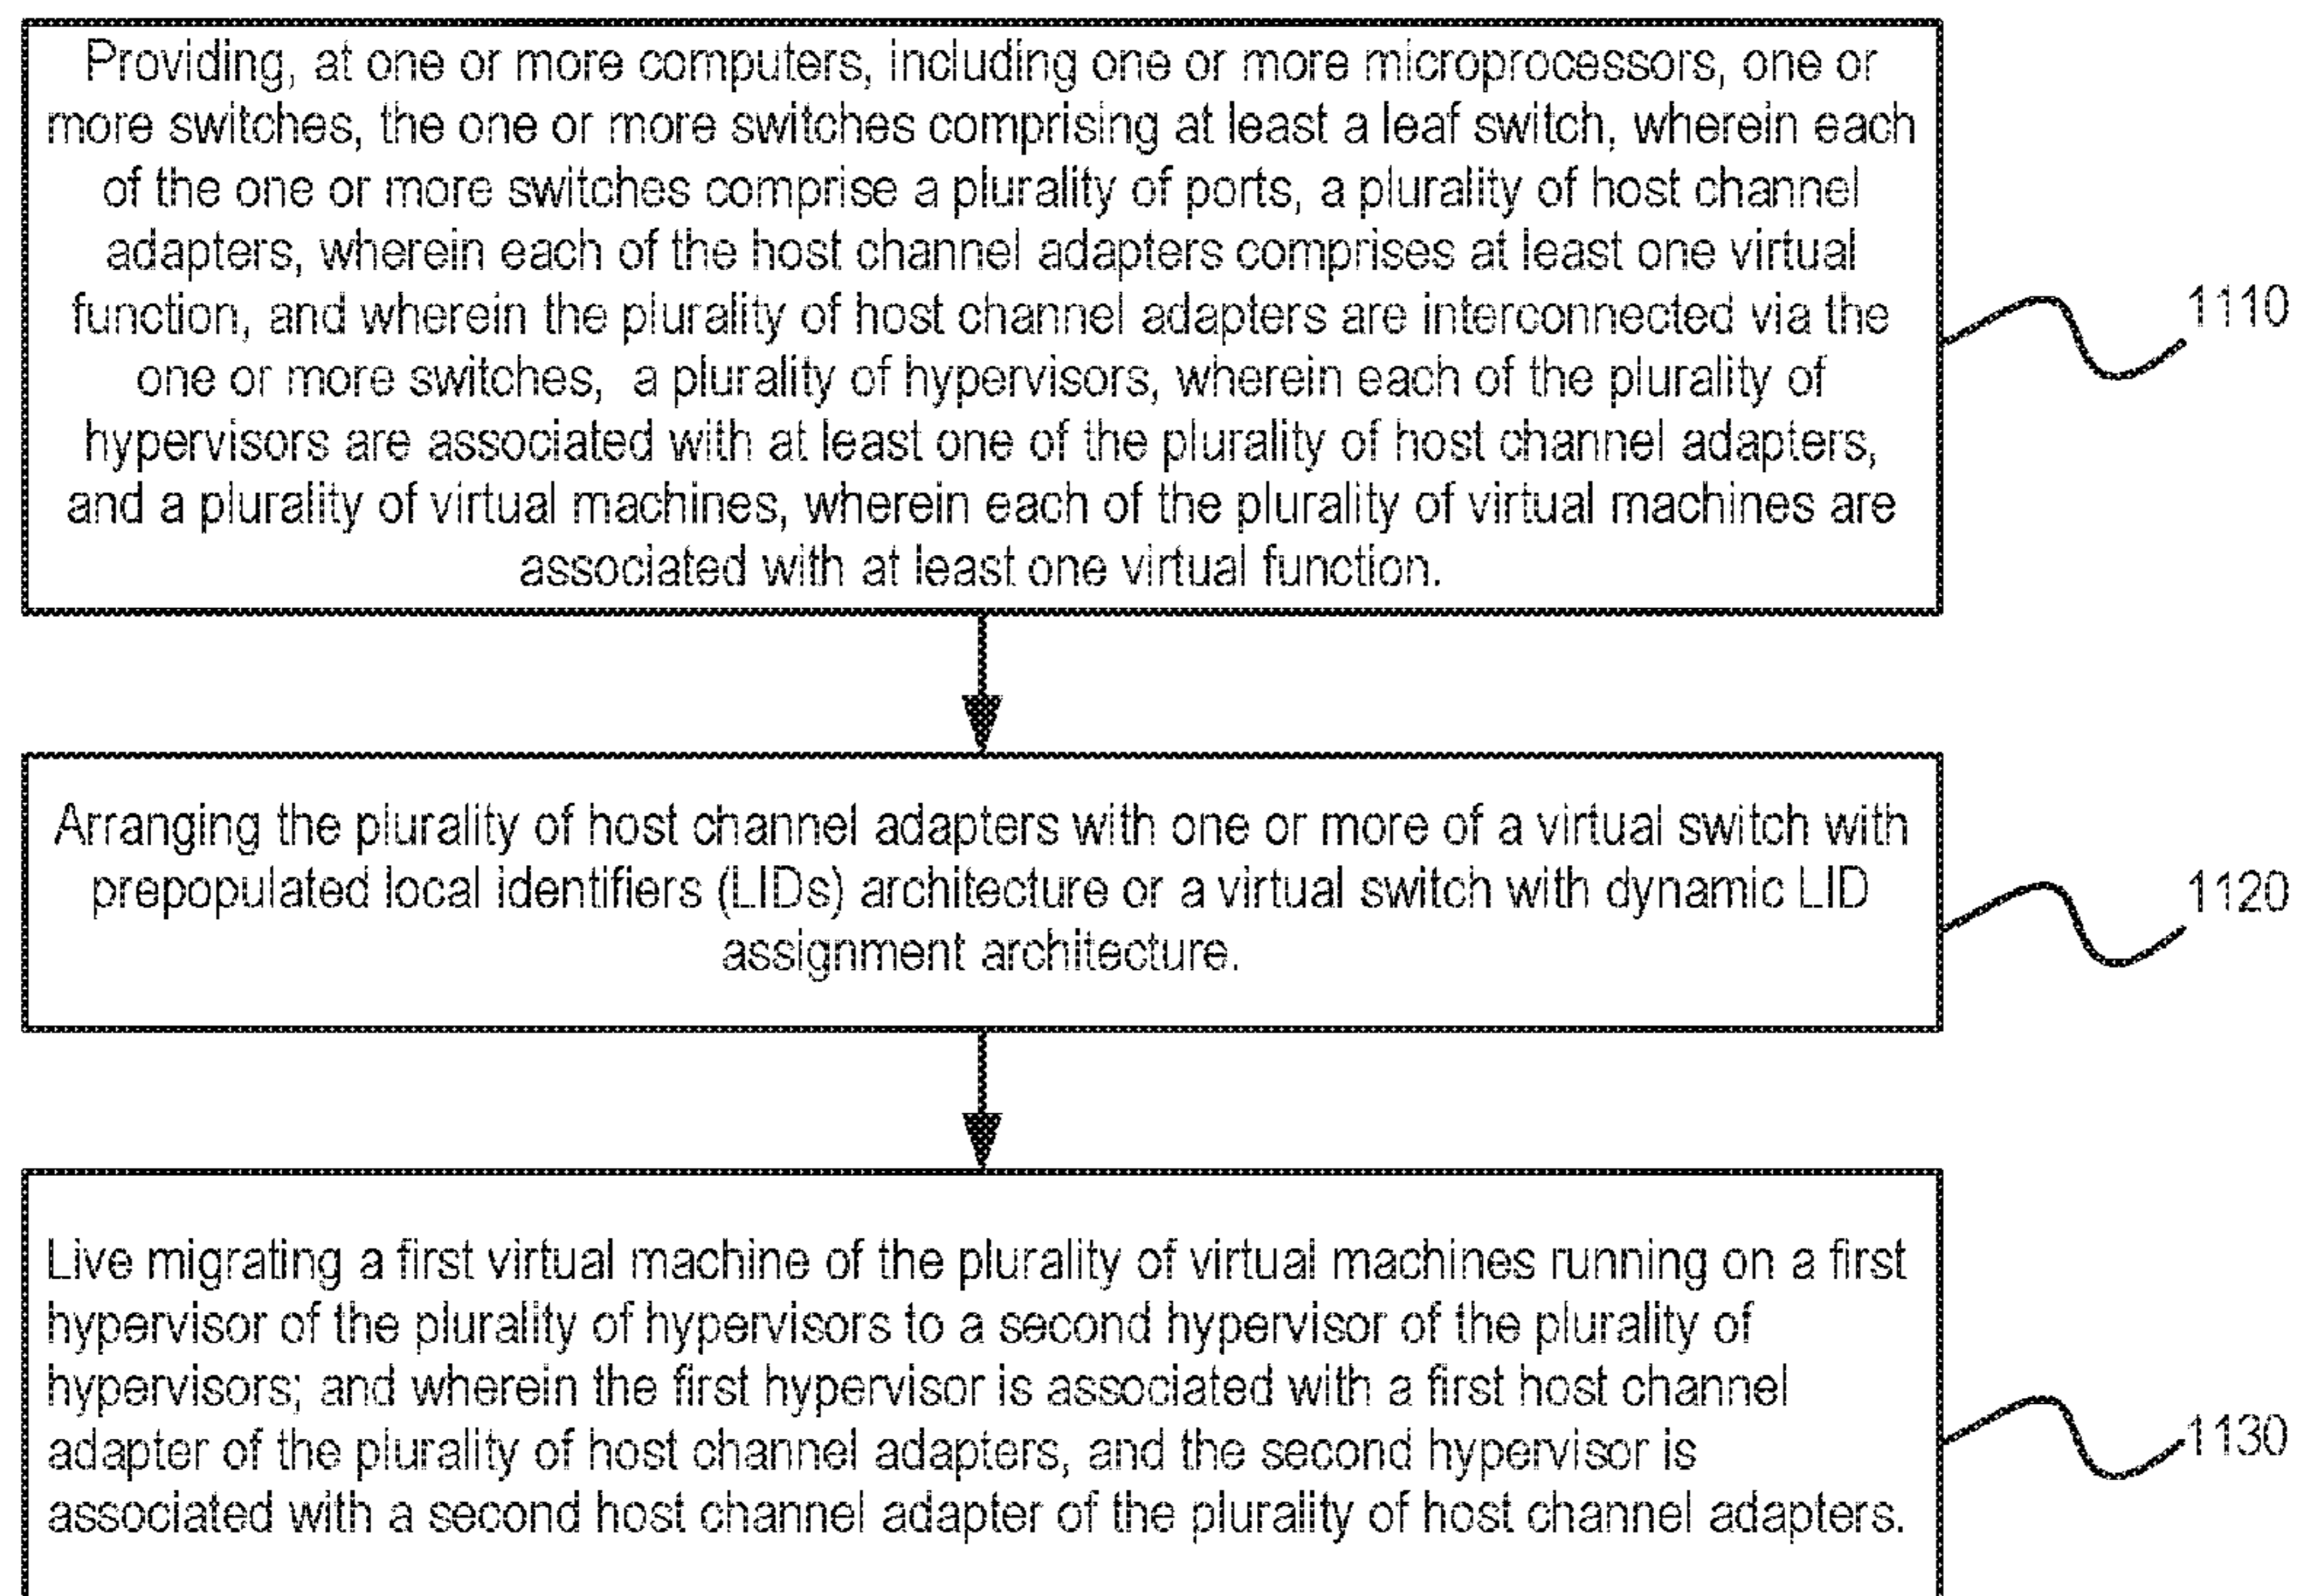 Providing, at one or more computers, including one or more microprocessors, one or
more switches, the one or more switches comprising at least a leaf switch, wherein each
of the one or more switches comprise a plurality of ports, a plurality of host channel
adapters, wherein each of the host channel adapters comprises at least one virtual
function, and wherein the plurality of host channel adapters are interconnected via the
one or more switches, a plurality of hypervisors, wherein each of the plurality of
hypervisors are associated with at least one of the plurality of host channel adapters,
and a plurality of virtual machines, wherein each of the plurality of virtual machines are
associated with at least one virtual function.
1110
Arranging the plurality of host channel adapters with one or more of a virtual switch with
prepopulated local identifiers (LIDs) architecture or a virtual switch with dynamic LID
assignment architecture.
1120
Live migrating a first virtual machine of the plurality of virtual machines running on a first
hypervisor of the plurality of hypervisors to a second hypervisor of the plurality of
hypervisors; and wherein the first hypervisor is associated with a first host channel
adapter of the plurality of host channel adapters, and the second hypervisor is
associated with a second host channel adapter of the plurality of host channel adapters.
1130